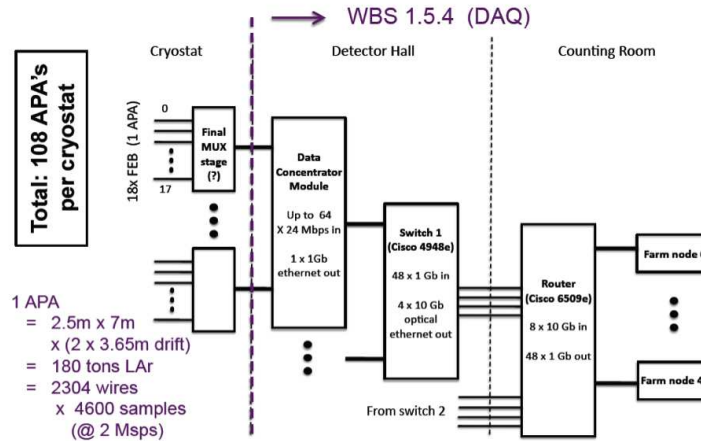 WBS 1.5.4 (DAQ)
Cryostat
Detector Hall
Counting Room
Total: 108 APA's
per cryostat
18x FEB (1 APA)
0
17
Final
MUX
stage
(?)
Data
Concentrator
Module
Up to 64
X 24 Mbps in
1 x 1Gb
ethernet out
Switch 1
(Cisco 4948e)
48 x 1 Gb in
4 x 10 Gb
optical
ethernet out
Router
(Cisco 6509e)
8 x 10 Gb in
48 x 1 Gb out
Farm node
Farm node 4
From switch 2
1 APA
= 2.5m x 7m
x (2 x 3.65m drift)
= 180 tons LAr
= 2304 wires
x 4600 samples
(@ 2 Msps)